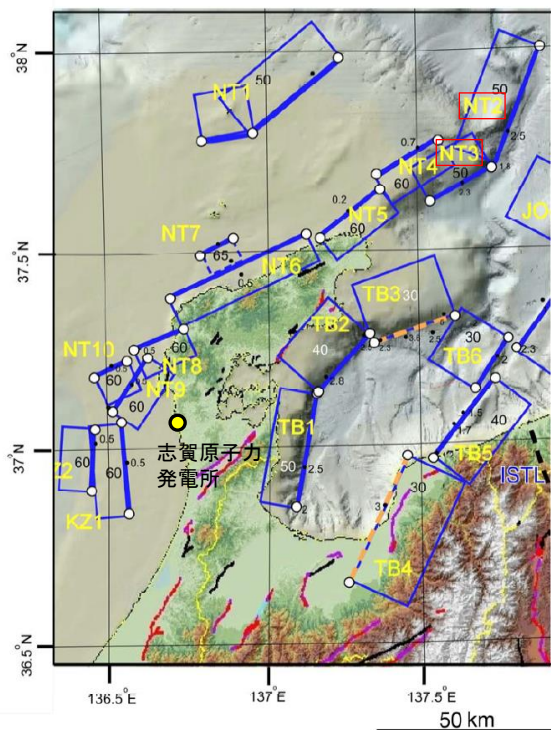 38°N
50
NT1
NT2
50
2.5
0.7
NT3
NT4
1.8
50
60
2.3
0.2
NT5
60
NT7
65
37.5°N
0.5
NT6
60
TB3
30
TB2
40
2.3
3.6
2.5
30
TB6
2.3
JO
NT10
0.5
0.5
NT8
60
NT9
60
2.8
TB1
40
1.5
1.7
0.5
志賀原子力
発電所
60
60
0.5
50
2.5
TB5
ISTL
37°N
KZ1
30
TB4
36.5°N
136.5°E
137°E
137.5°E
50 km